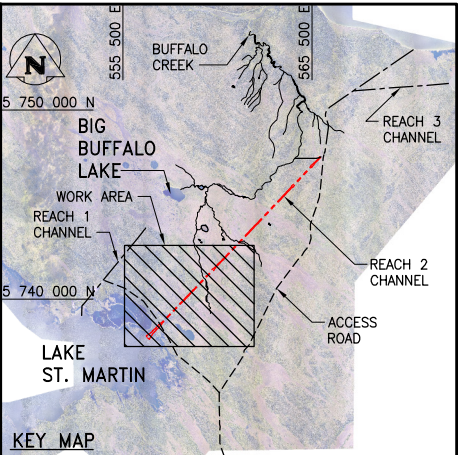 555 500 E
565 500 E
BUFFALO
CREEK
N
5 750 000 N
REACH 3
CHANNEL
BIG
BUFFALO
LAKE
WORK AREA
REACH 1
CHANNEL
REACH 2
CHANNEL
5 740 000 N
ACCESS
ROAD
LAKE
ST. MARTIN
KEY MAP